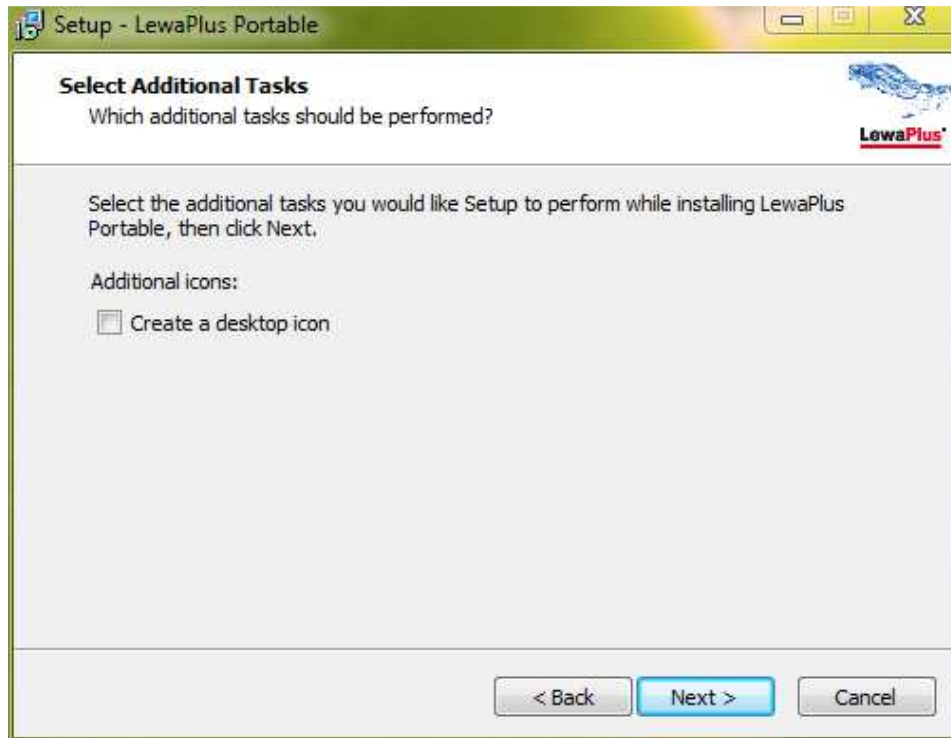 Setup - LewaPlus Portable
Select Additional Tasks
Which additional tasks should be performed?
LewaPlus
Select the additional tasks you would like Setup to perform while installing LewaPlus
Portable, then click Next.
Additional icons:
Create a desktop icon
< Back
Next >
Cancel